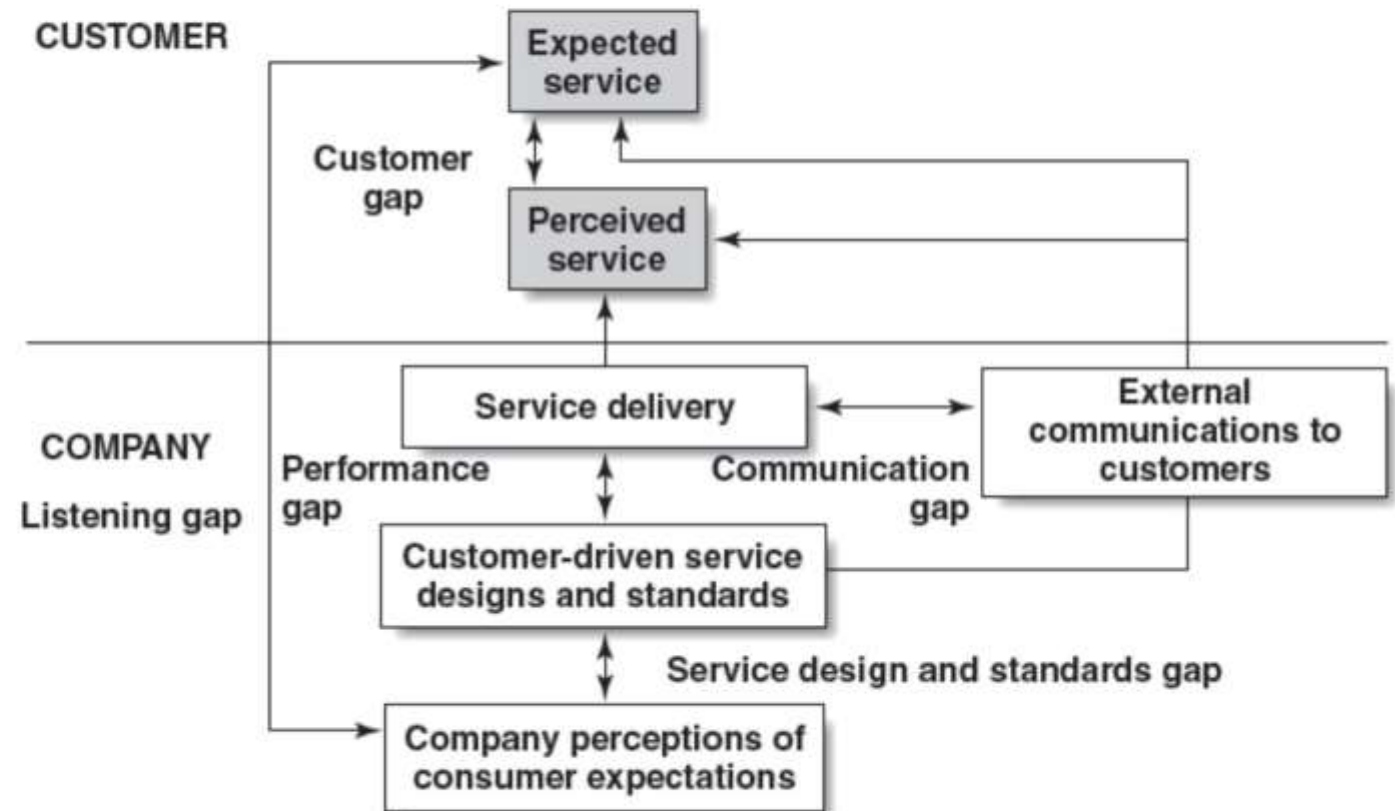 CUSTOMER
Expected
service
Customer
gap
Perceived
service
Service delivery
External
communications to
customers
COMPANY
Listening gap
Performance
gap
Communication
gap
Customer-driven service
designs and standards
Service design and standards gap
Company perceptions of
consumer expectations